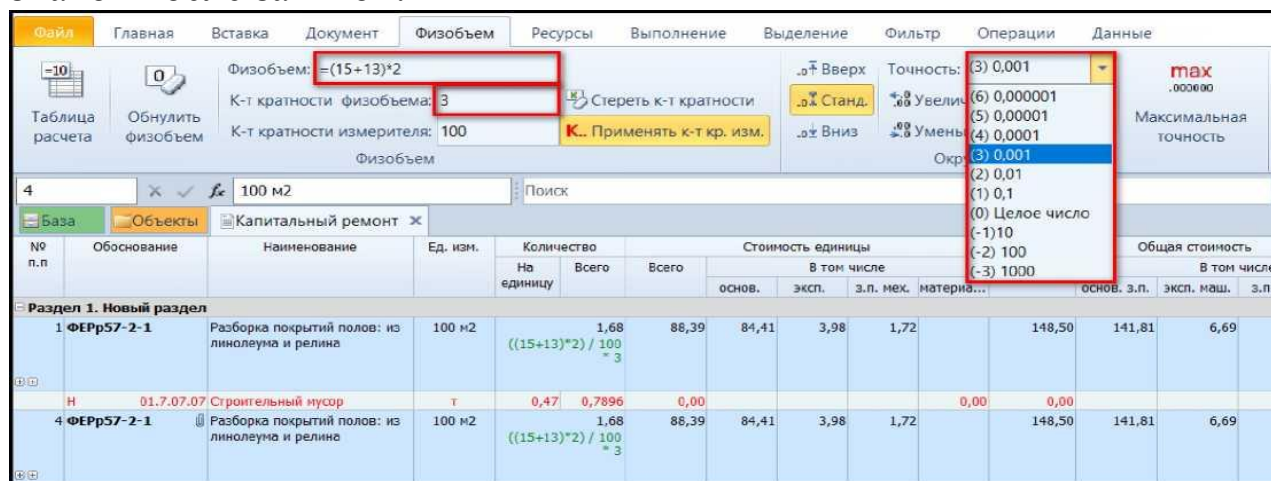 Файл Главная Вставка Документ Физобъем Ресурсы Выполнение Выделение Фильтр Операции Данные
Физобъем: =(15+13)*2
К-т кратности физобъема: 3 Стереть к-т кратности
К-т кратности измерителя: 100 К.. Применять к-т кр. изм.
Таблица расчета
Обнулить физобъем
Физобъем
Вверх Точность: (3) 0,001
Станд. Увелич
Вниз Умень
Окру
(6) 0,000001
(5) 0,00001
(4) 0,0001
(3) 0,001
(2) 0,01
(1) 0,1
(0) Целое число
(-1)10
(-2) 100
(-3) 1000
max
.000000
Максимальная точность
4 fx 100 м2 Поиск
База Объекты Капитальный ремонт
№ п.п Обоснование Наименование Ед. изм. Количество Стоимость единицы Общая стоимость
На единицу Всего Всего В том числе В том числе
основ. эксп. з.п. мех. материа... основ. з.п. эксп. маш. з.п
Раздел 1. Новый раздел
1 ФЕРр57-2-1 Разборка покрытий полов: из 100 м2 1,68 88,39 84,41 3,98 1,72 148,50 141,81 6,69
линолеума и релина ((15+13)*2) / 100
* 3
Н 01.7.07.07 Строительный мусор т 0,47 0,7896 0,00 0,00 0,00
4 ФЕРр57-2-1 Разборка покрытий полов: из 100 м2 1,68 88,39 84,41 3,98 1,72 148,50 141,81 6,69
линолеума и релина ((15+13)*2) / 100
* 3